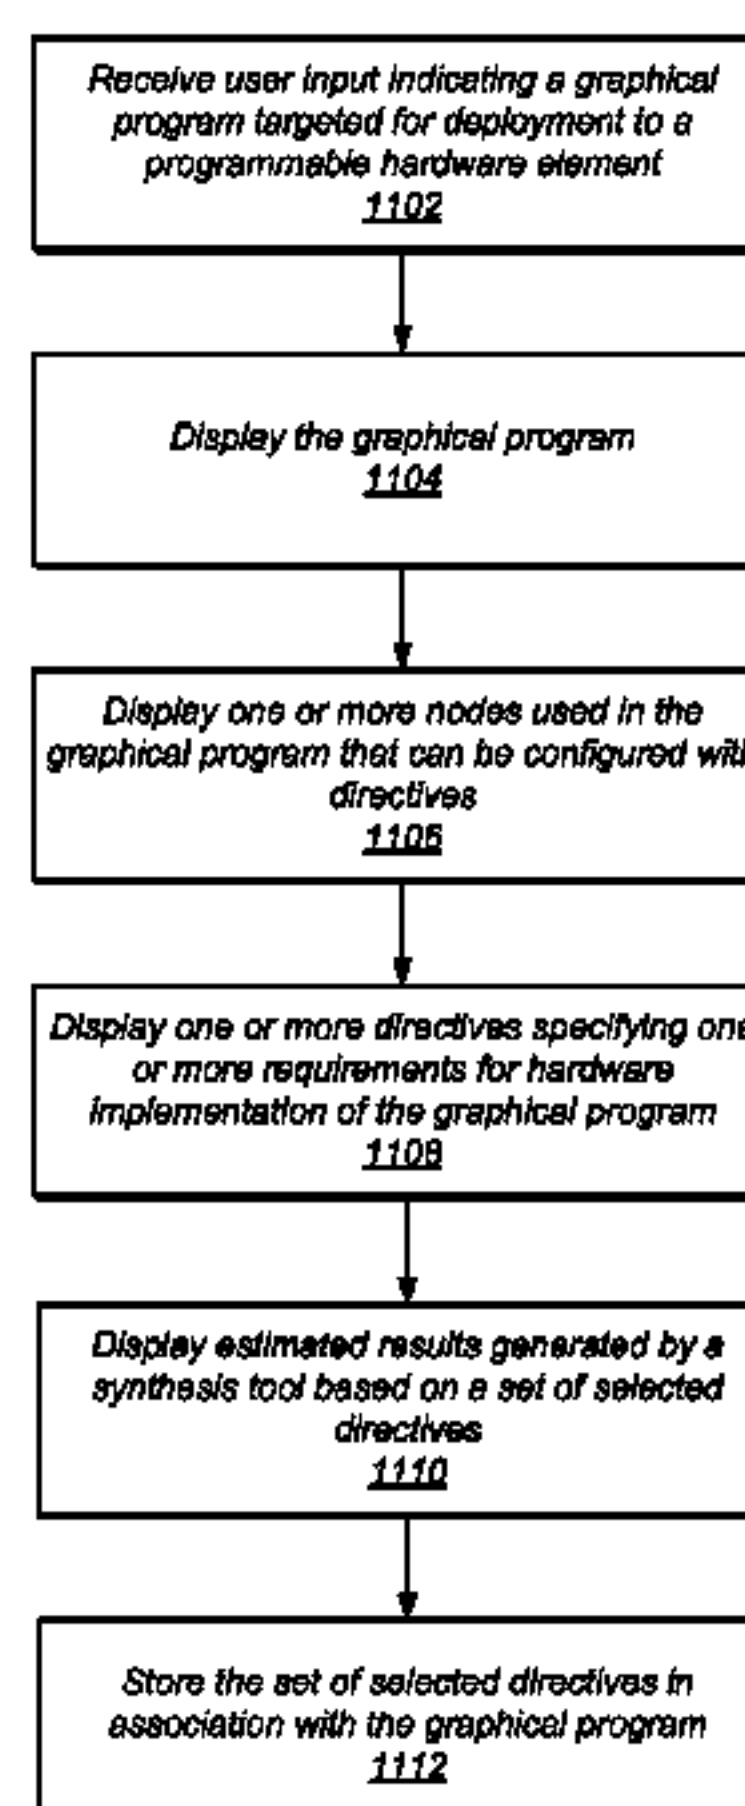 Receive user input indicating a graphical
program targeted for deployment to a
programmable hardware element
1102
Display the graphical program
1104
Display one or more nodes used in the
graphical program that can be configured with
directives
1106
Display one or more directives specifying one
or more requirements for hardware
implementation of the graphical program
1108
Display estimated results generated by a
synthesis tool based on a set of selected
directives
1110
Store the set of selected directives in
association with the graphical program
1112